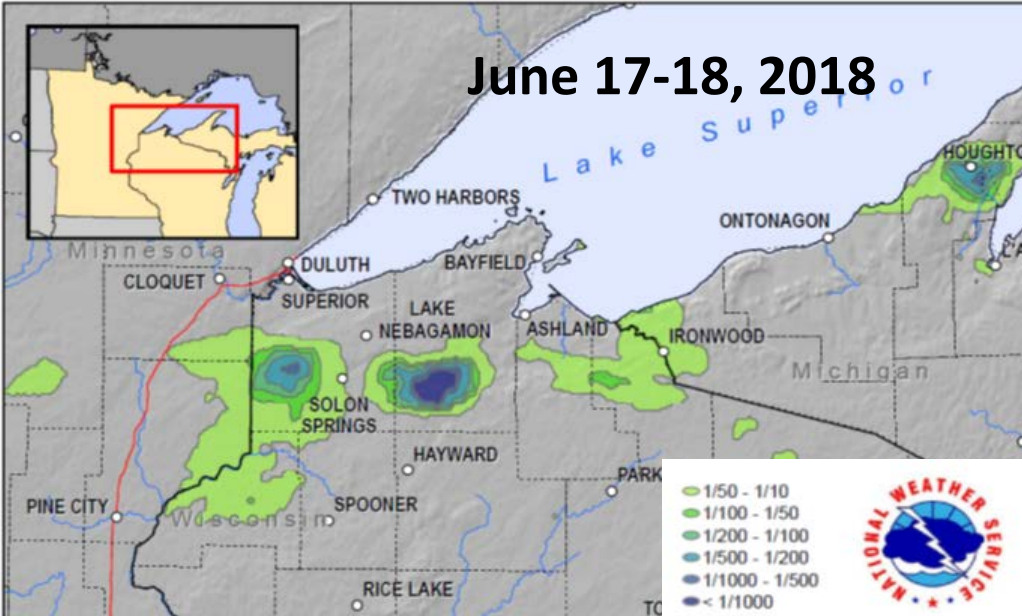 June 17-18, 2018
Lake Superior
TWO HARBORS
ONTONAGON
Minnesota
DULUTH
BAYFIELD
CLOQUET
SUPERIOR
LAKE
NEBAGAMON
ASHLAND
IRONWOOD
Michigan
SOLON
SPRINGS
HAYWARD
PARK
PINE CITY
SPOONER
Wisconsin
RICE LAKE
HOUGHTO
TO
1/50 - 1/10
1/100 - 1/50
1/200 - 1/100
1/500 - 1/200
1/1000 - 1/500
< 1/1000
NATIONAL WEATHER SERVICE